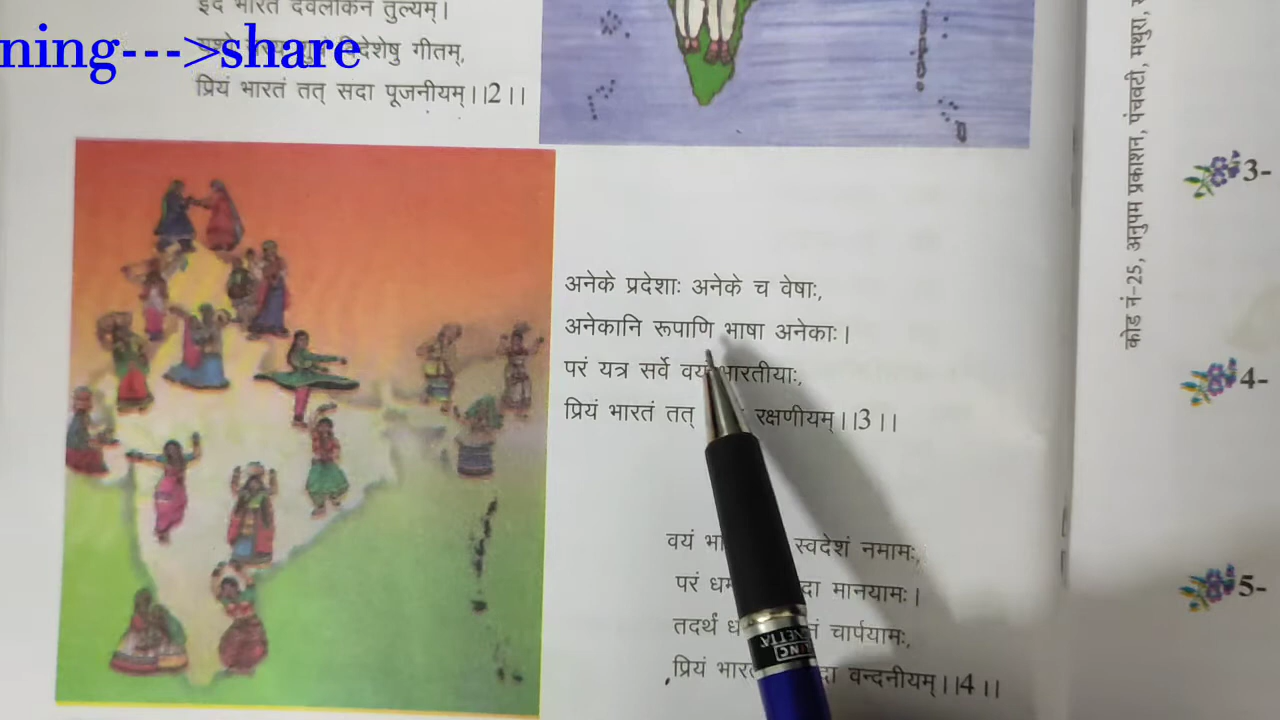 इदं भारतं देवलोकेन तुल्यम्।
ning--->share
विदेशेषु गीतम्,
प्रियं भारतं तत् सदा पूजनीयम्।।2।।
अनेके प्रदेशाः अनेके च वेषाः,
अनेकानि रूपाणि भाषा अनेकाः।
परं यत्र सर्वे वयं भारतीयाः,
प्रियं भारतं तत् रक्षणीयम्।।3।।
वयं स्वदेशं नमामः,
परं मानयामः।
तदर्थं चार्पयामः,
प्रियं वन्दनीयम्।।4।।
कोड नं-25, अनुपम प्रकाशन, पंचवटी, मथुरा,
3-
4-
5-